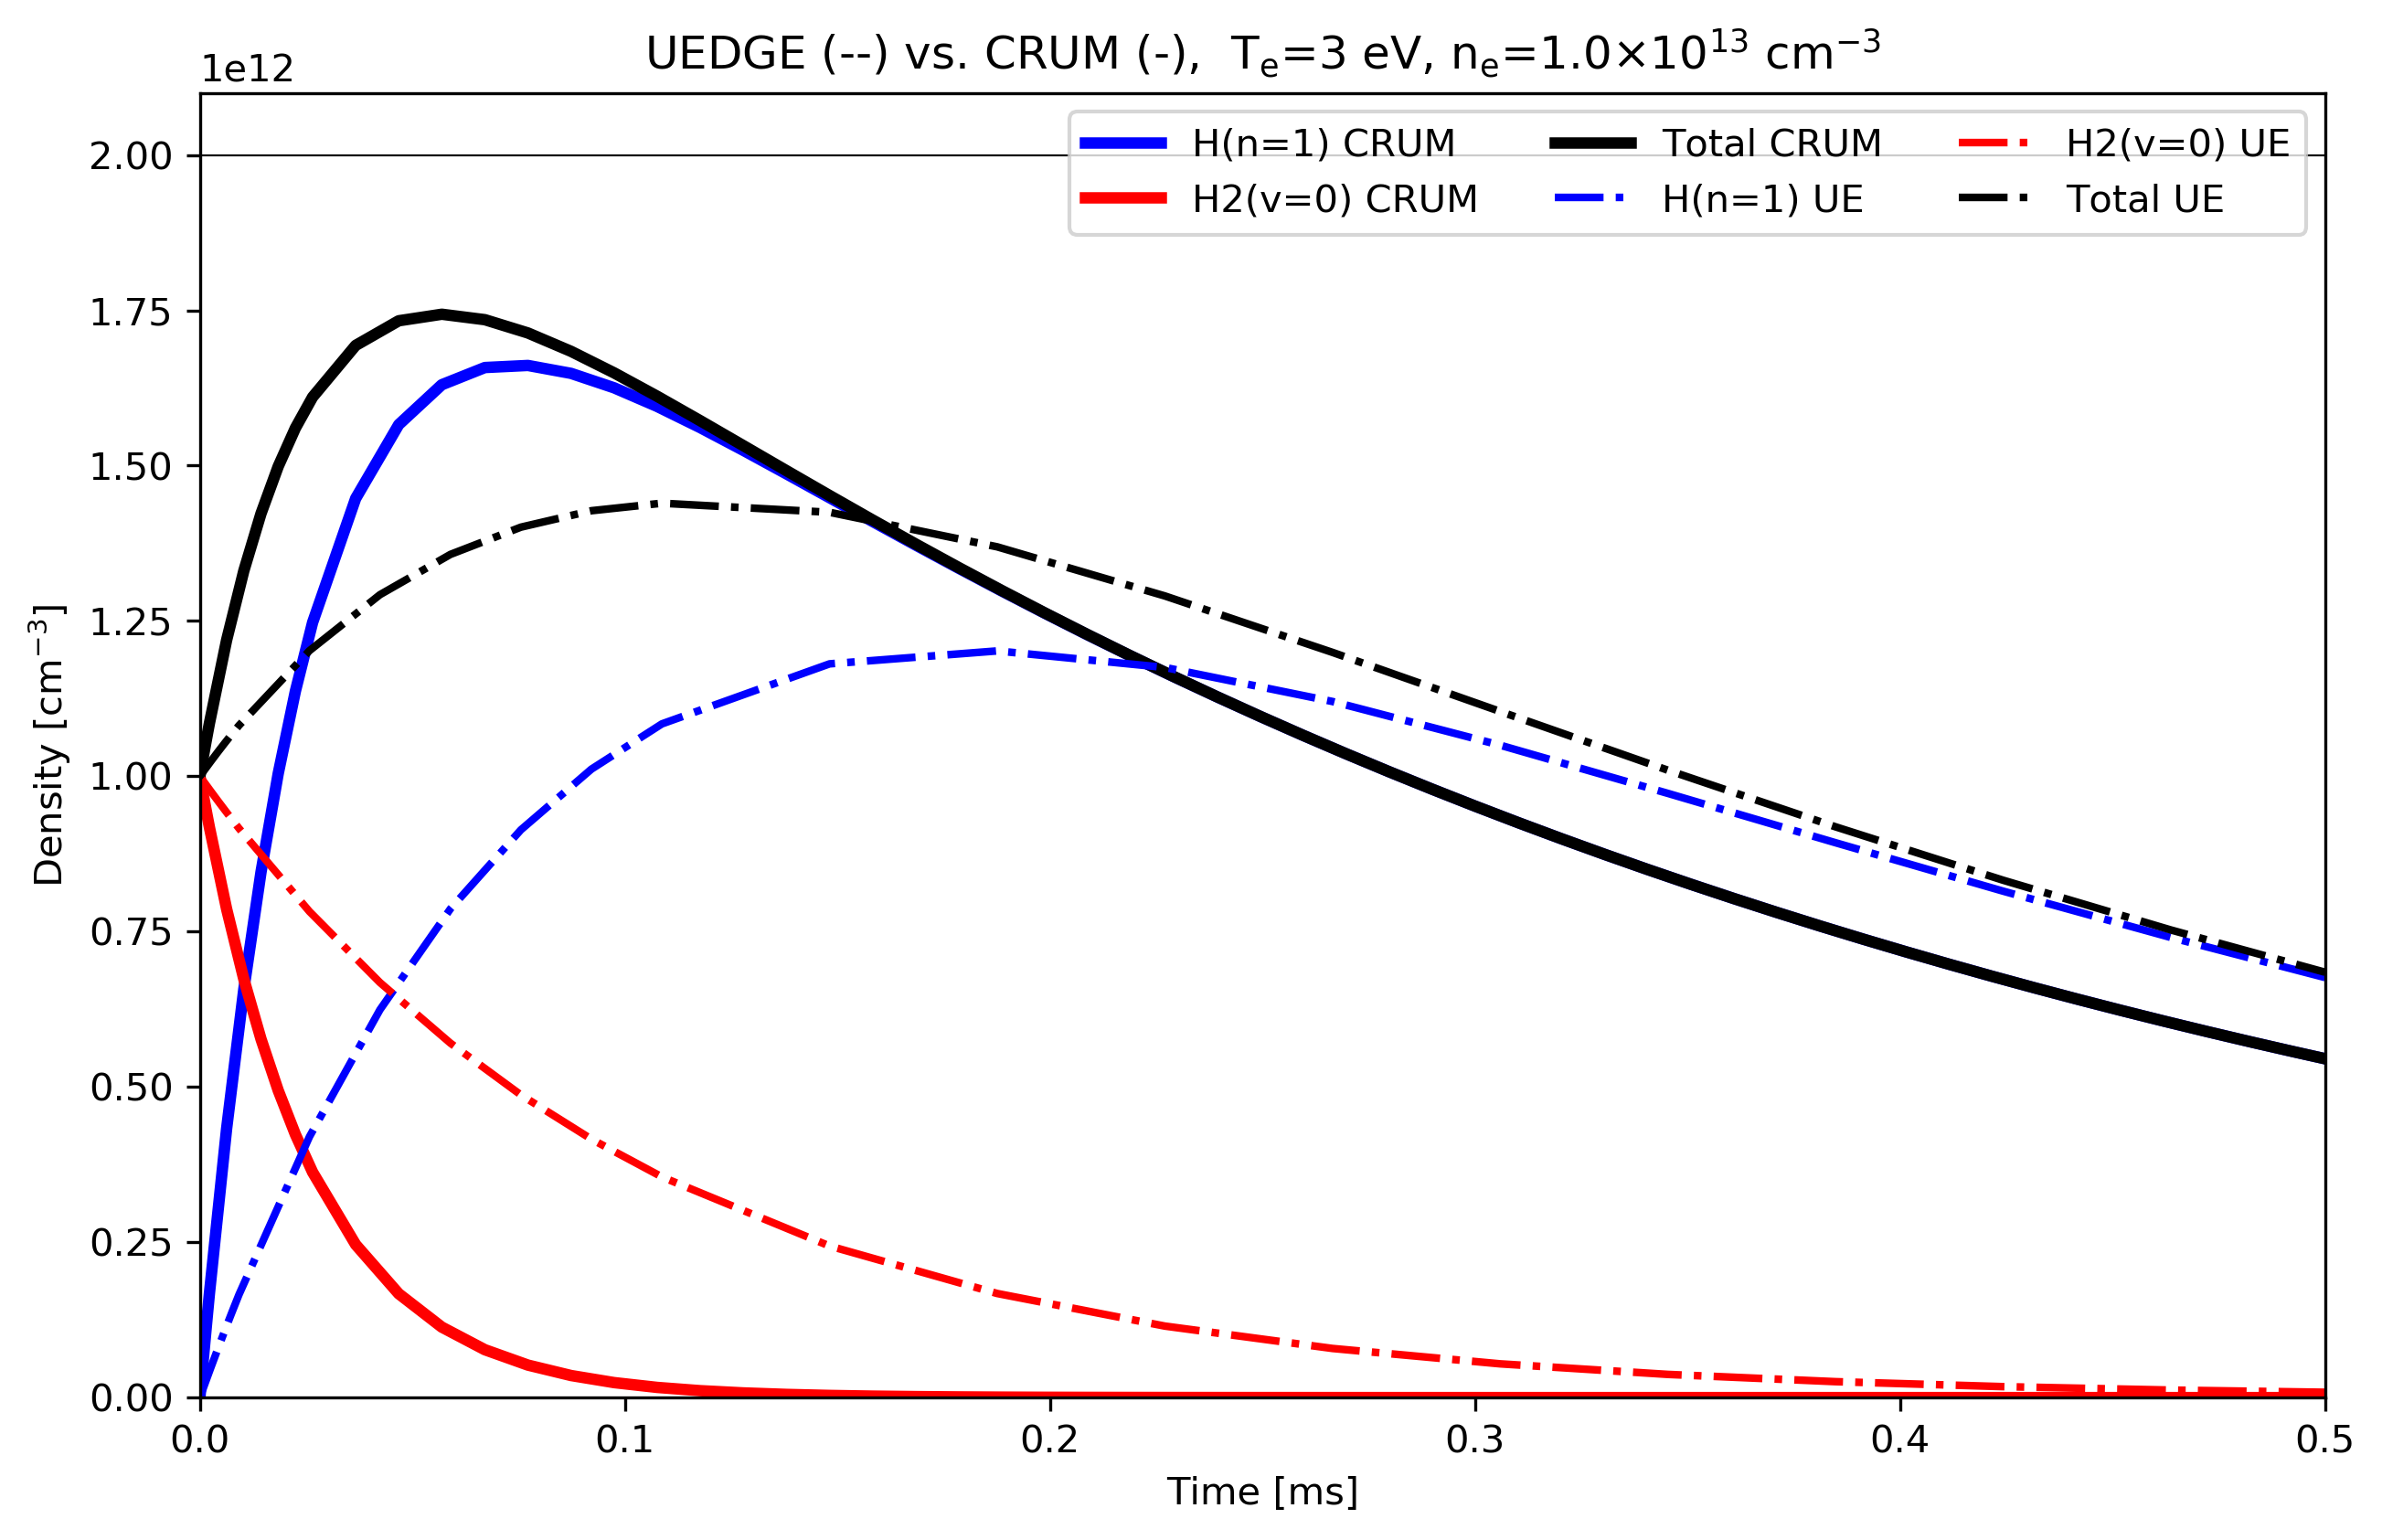 UEDGE (--) vs. CRUM (-),  Tₑ=3 eV, nₑ=1.0×10¹³ cm⁻³
1e12
H(n=1) CRUM
H2(v=0) CRUM
Total CRUM
H(n=1) UE
H2(v=0) UE
Total UE
2.00
1.75
1.50
1.25
1.00
0.75
0.50
0.25
0.00
Density [cm⁻³]
0.0 0.1 0.2 0.3 0.4 0.5
Time [ms]